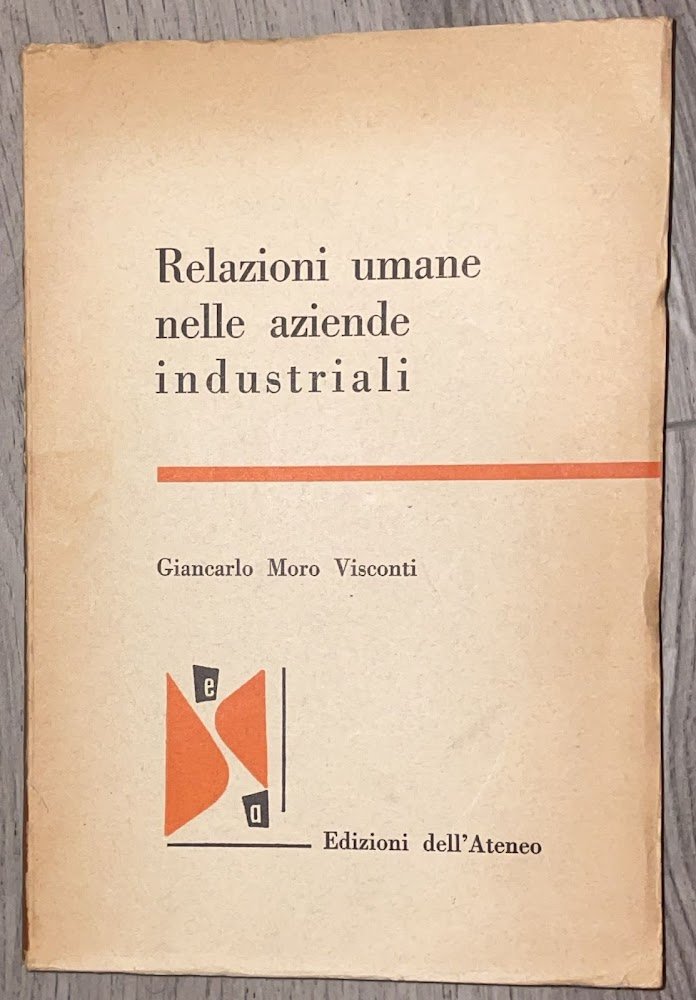 Relazioni umane
nelle aziende
industriali
Giancarlo Moro Visconti
e
a
Edizioni dell'Ateneo